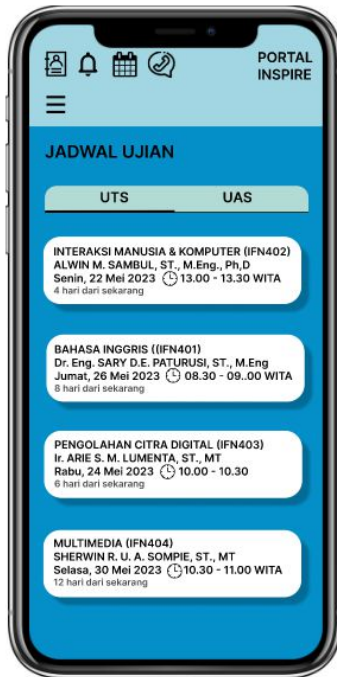 PORTAL
INSPIRE
JADWAL UJIAN
UTS
UAS
INTERAKSI MANUSIA & KOMPUTER (IFN402)
ALWIN M. SAMBUL, ST., M.Eng., Ph,D
Senin, 22 Mei 2023 13.00 - 13.30 WITA
4 hari dari sekarang
BAHASA INGGRIS ((IFN401)
Dr. Eng. SARY D.E. PATURUSI, ST., M.Eng
Jumat, 26 Mei 2023 08.30 - 09..00 WITA
8 hari dari sekarang
PENGOLAHAN CITRA DIGITAL (IFN403)
Ir. ARIE S. M. LUMENTA, ST., MT
Rabu, 24 Mei 2023 10.00 - 10.30
6 hari dari sekarang
MULTIMEDIA (IFN404)
SHERWIN R. U. A. SOMPIE, ST., MT
Selasa, 30 Mei 2023 10.30 - 11.00 WITA
12 hari dari sekarang